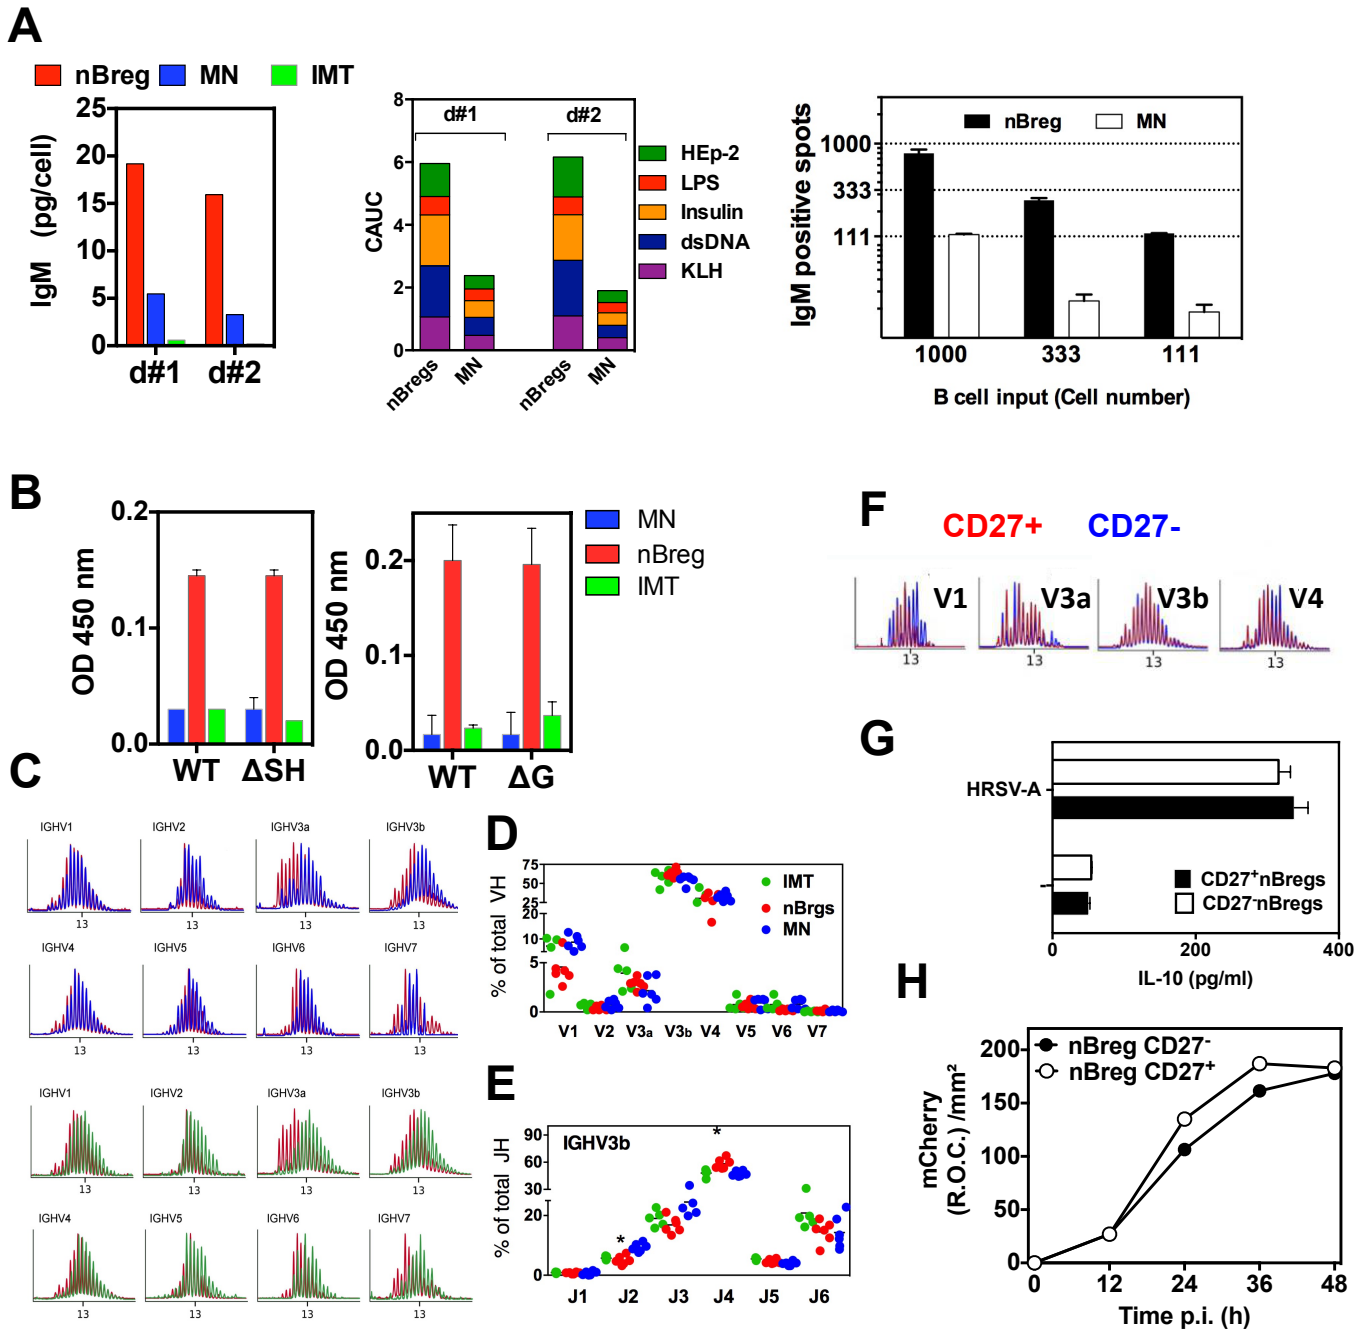 A
nBreg MN IMT
IgM (pg/cell)
25
20
15
10
5
0
d#1 d#2
CAUC
8
6
4
2
0
d#1 d#2
nBregs MN nBregs MN
HEp-2
LPS
Insulin
dsDNA
KLH
IgM positive spots
nBreg MN
1000
333
111
1000 333 111
B cell input (Cell number)
B
OD 450 nm
0.2
0.1
0.0
WT ΔSH
OD 450 nm
0.2
0.1
0.0
WT ΔG
MN
nBreg
IMT
C
IGHV1 IGHV2 IGHV3a IGHV3b
13 13 13 13
IGHV4 IGHV5 IGHV6 IGHV7
13 13 13 13
IGHV1 IGHV2 IGHV3a IGHV3b
13 13 13 13
IGHV4 IGHV5 IGHV6 IGHV7
13 13 13 13
D
% of total VH
75
50
25
20
10
5
0
IMT
nBrgs
MN
V1 V2 V3a V3b V4 V5 V6 V7
E
% of total JH
IGHV3b
90
60
30
20
0
*
*
J1 J2 J3 J4 J5 J6
F
CD27+ CD27-
V1 V3a V3b V4
13 13 13 13
G
HRSV-A
-
CD27⁺nBregs
CD27⁻nBregs
0 200 400
IL-10 (pg/ml)
H
mCherry
(R.O.C.) /mm²
nBreg CD27⁻
nBreg CD27⁺
200
150
100
50
0
0 12 24 36 48
Time p.i. (h)